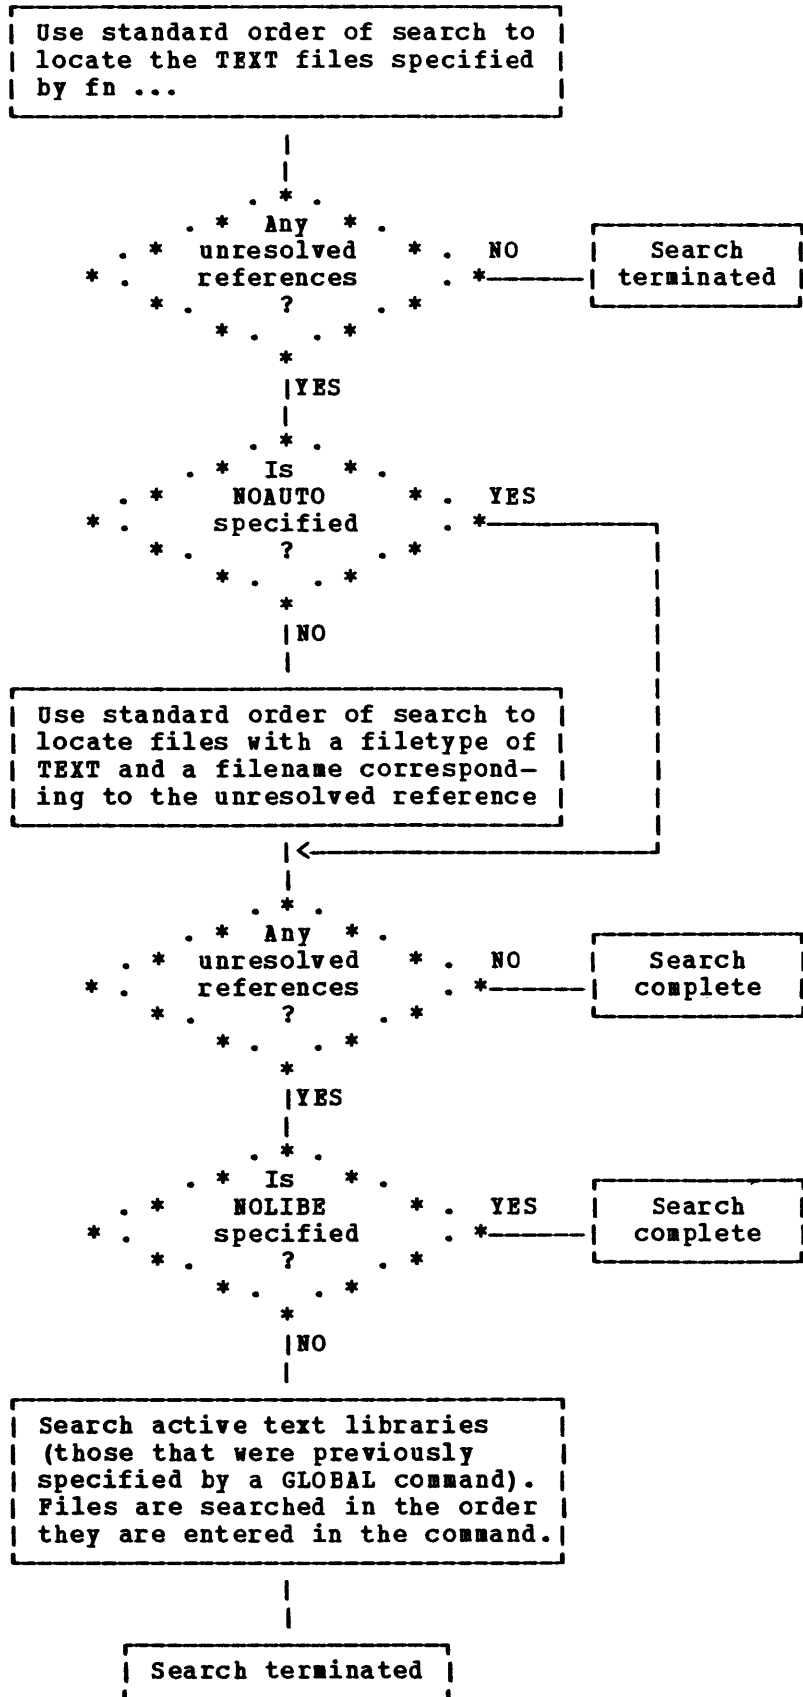 Use standard order of search to
locate the TEXT files specified
by fn ...
Any
unresolved
references
?
NO
Search
terminated
YES
Is
NOAUTO
specified
?
YES
NO
Use standard order of search to
locate files with a filetype of
TEXT and a filename correspond-
ing to the unresolved reference
Any
unresolved
references
?
NO
Search
complete
YES
Is
NOLIBE
specified
?
YES
Search
complete
NO
Search active text libraries
(those that were previously
specified by a GLOBAL command).
Files are searched in the order
they are entered in the command.
Search terminated